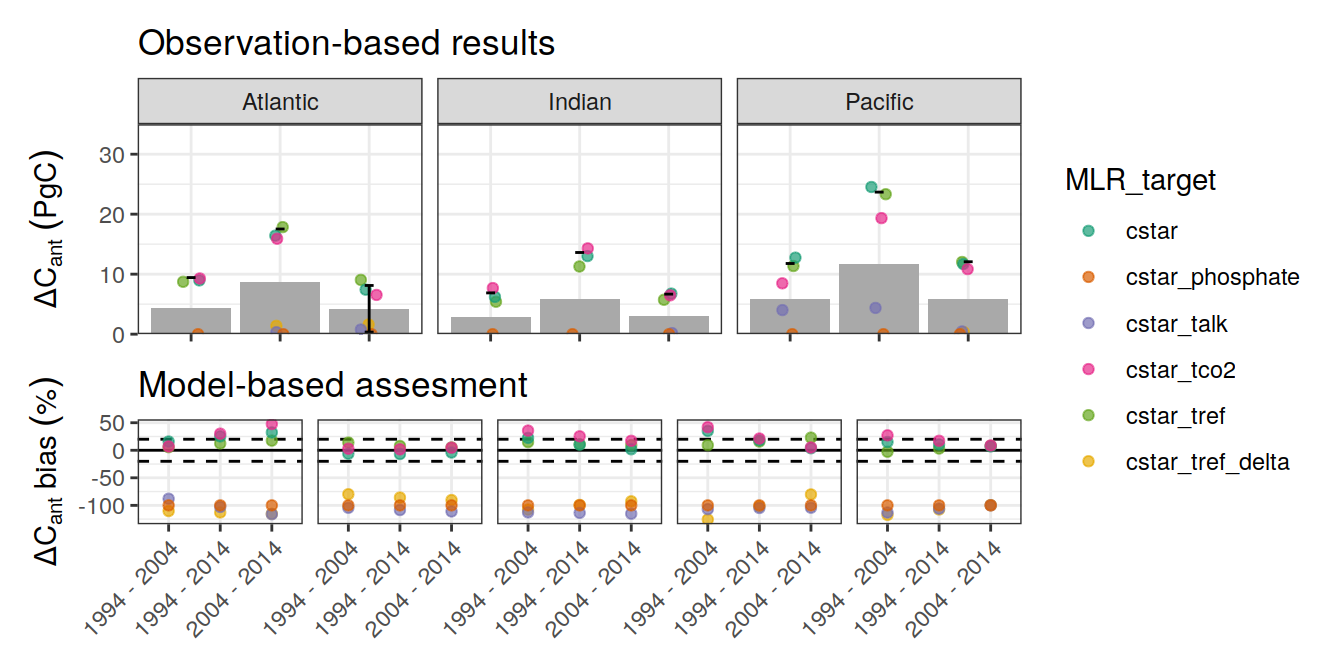 Observation-based results
Atlantic Indian Pacific
ΔCant (PgC)
30
20
10
0
Model-based assesment
ΔCant bias (%)
50
0
-50
-100
1994 - 2004 1994 - 2014 2004 - 2014 1994 - 2004 1994 - 2014 2004 - 2014 1994 - 2004 1994 - 2014 2004 - 2014 1994 - 2004 1994 - 2014 2004 - 2014 1994 - 2004 1994 - 2014 2004 - 2014
MLR_target
cstar
cstar_phosphate
cstar_talk
cstar_tco2
cstar_tref
cstar_tref_delta